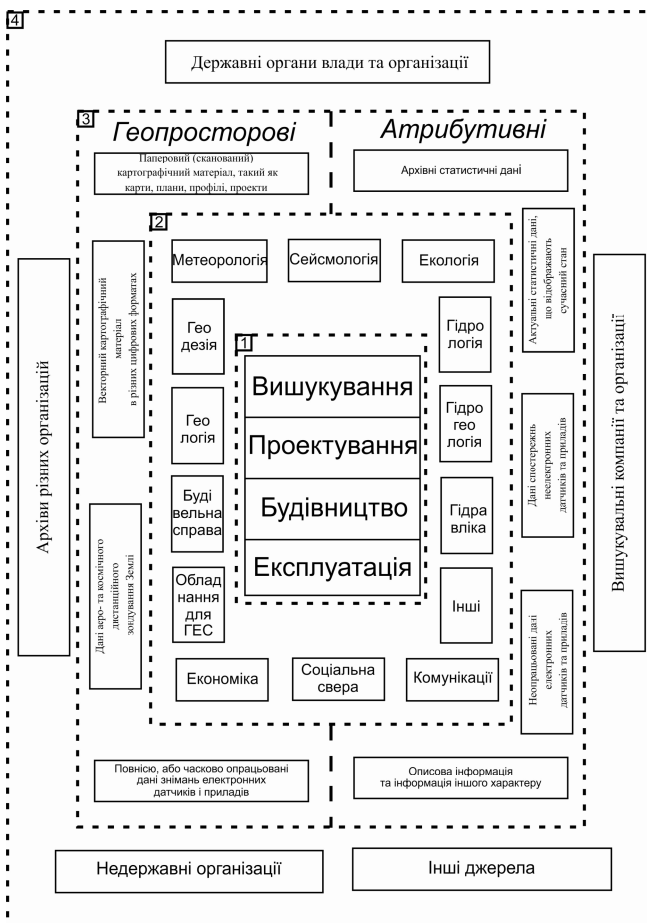 4
Державні органи влади та організації
3
Геопросторові
Атрибутивні
Паперовий (сканований)
картографічний матеріал, такий як
карти, плани, профілі, проекти
Архівні статистичні дані
2
Метеорологія
Сейсмологія
Екологія
Архіви різних організацій
Векторний картографічний
матеріал
в різних цифрових форматах
Дані аеро- та космічного
дистанційного
зондування Землі
Гео
дезія
Гео
логія
Буді
вельна
справа
Облад
нання
для
ГЕС
1
Вишукування
Проектування
Будівництво
Експлуатація
Гідро
логія
Гідро
гео
логія
Гідра
вліка
Інші
Актуальні статистичні дані,
що відображають
сучасний стан
Дані спостережнь
неелектронних
датчиків та приладів
Неопрацьовані дані
електронних
датчиків та приладів
Вишукувальні компанії та організації
Економіка
Соціальна
свера
Комунікації
Повнісю, або часково опрацьовані
дані знімань електронних
датчиків і приладів
Описова інформація
та інформація іншого характеру
Недержавні організації
Інші джерела